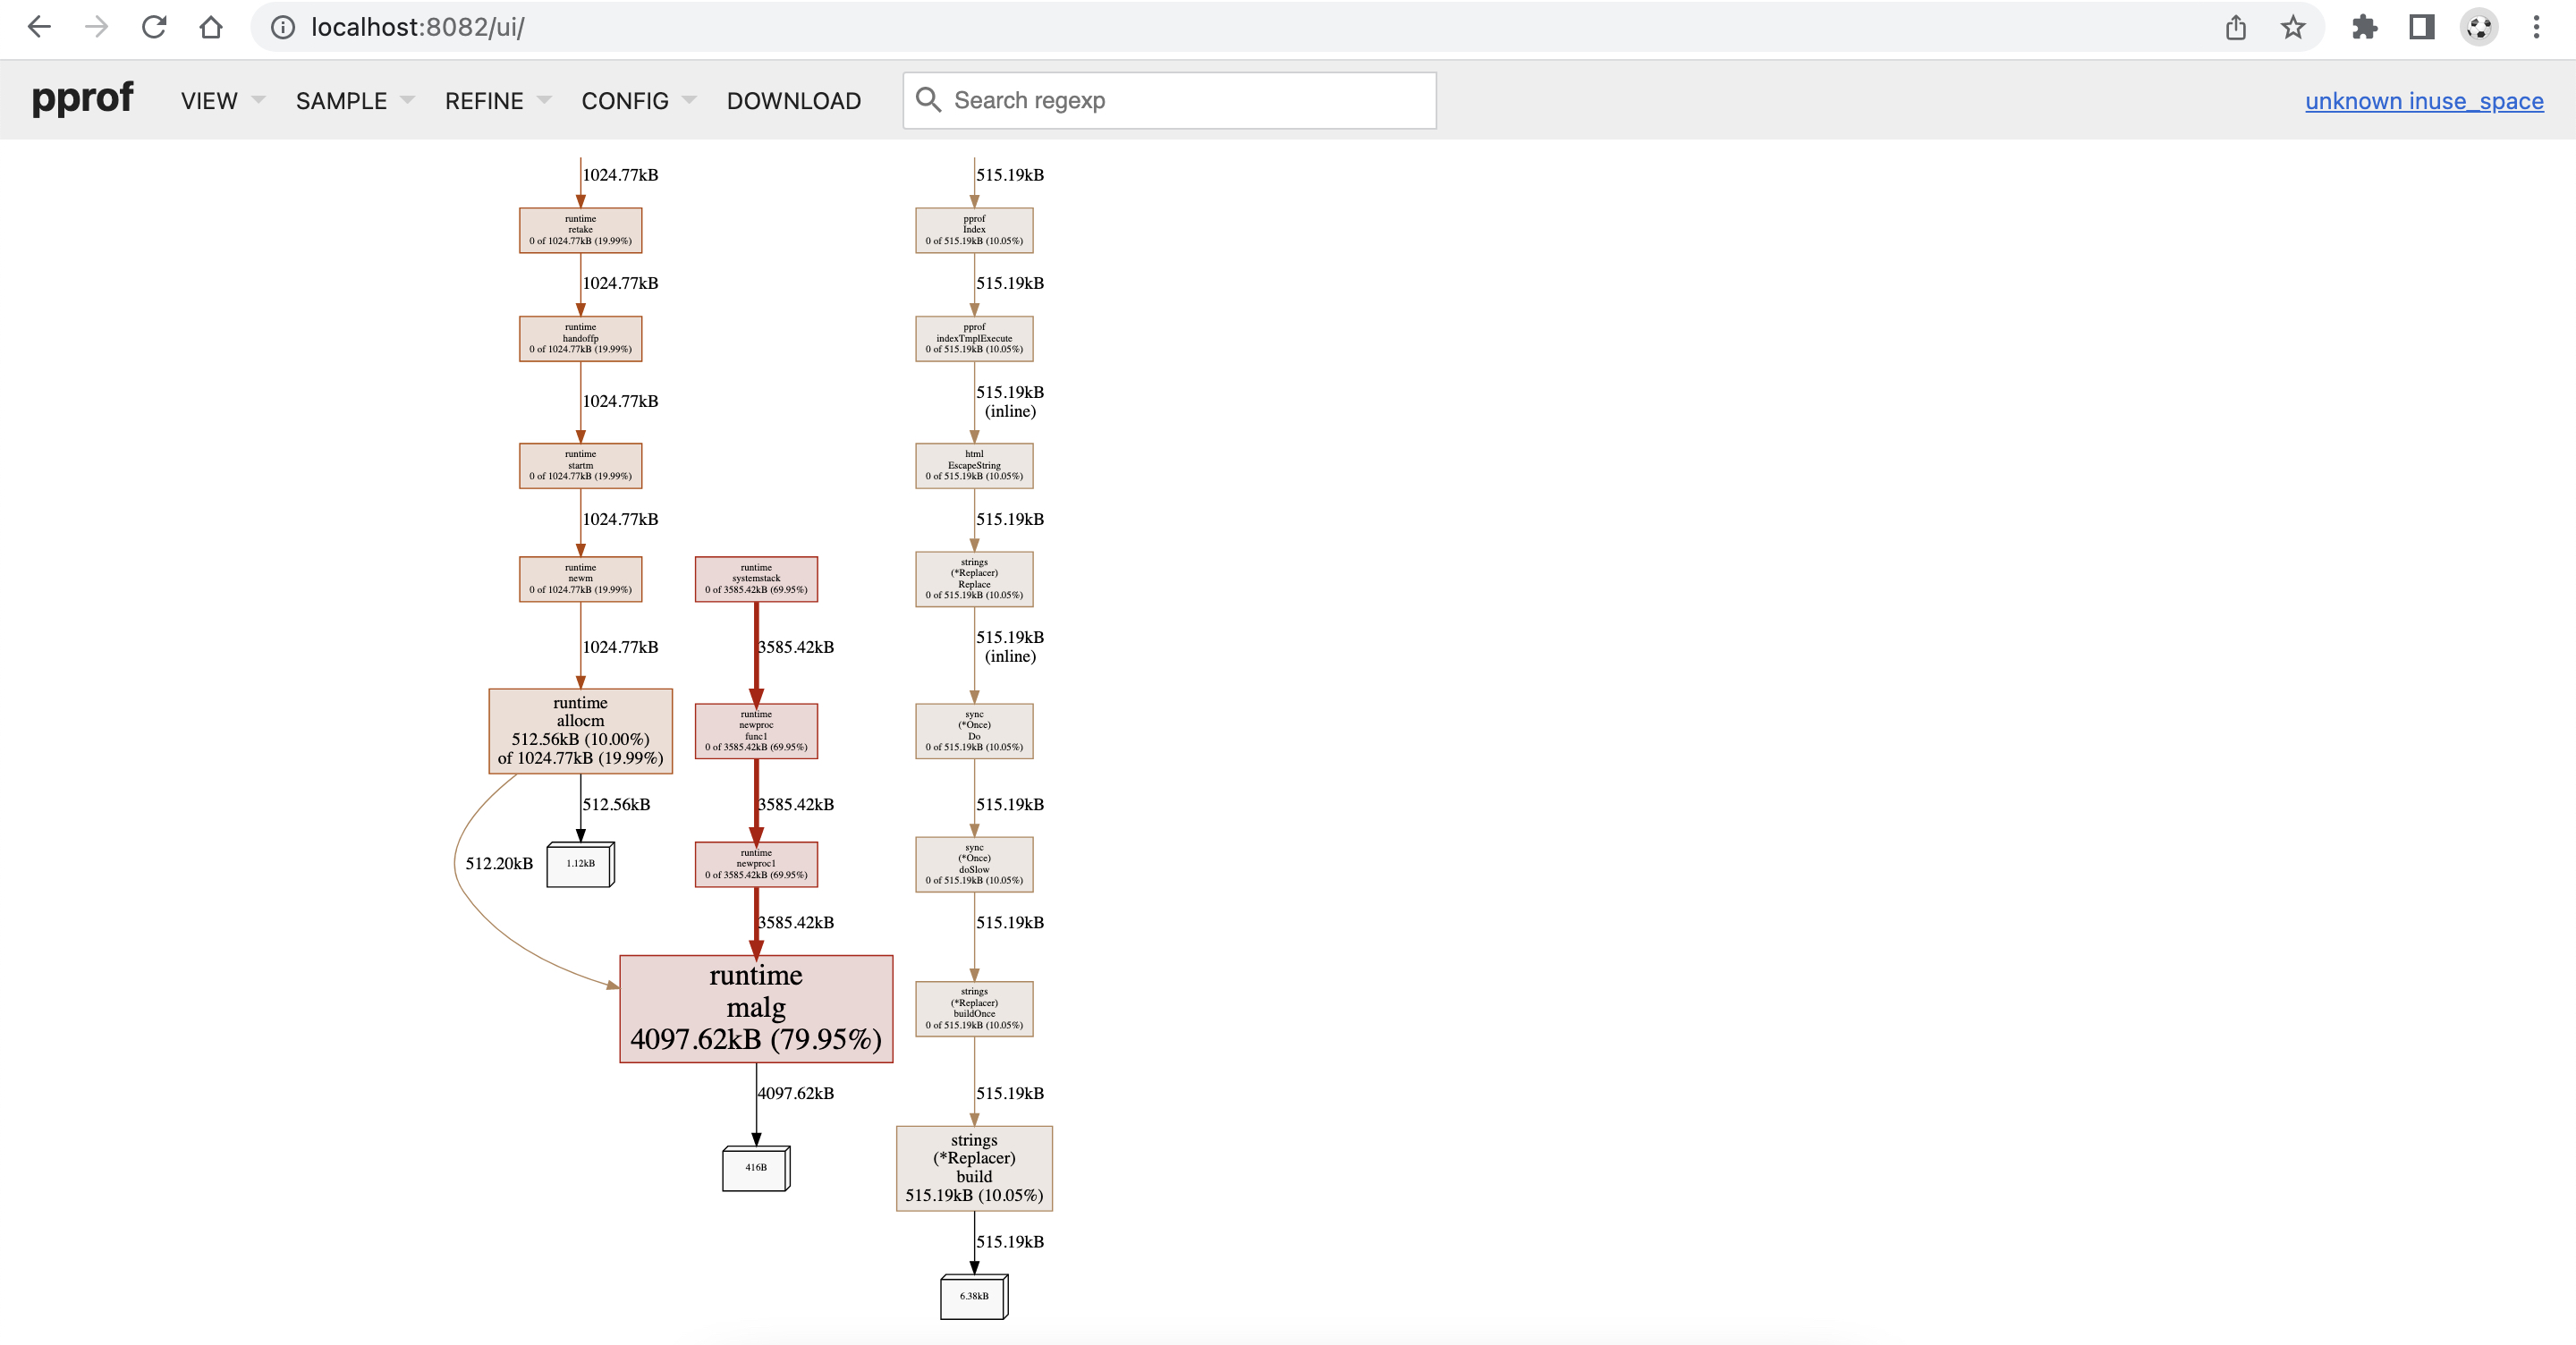 localhost:8082/ui/
pprof VIEW SAMPLE REFINE CONFIG DOWNLOAD Search regexp unknown inuse_space
1024.77kB
runtime
retake
0 of 1024.77kB (19.99%)
1024.77kB
runtime
handoffp
0 of 1024.77kB (19.99%)
1024.77kB
runtime
startm
0 of 1024.77kB (19.99%)
1024.77kB
runtime
newm
0 of 1024.77kB (19.99%)
1024.77kB
runtime
allocm
512.56kB (10.00%)
of 1024.77kB (19.99%)
512.56kB
512.20kB
1.12kB
runtime
systemstack
0 of 3585.42kB (69.95%)
3585.42kB
runtime
newproc
func1
0 of 3585.42kB (69.95%)
3585.42kB
runtime
newproc1
0 of 3585.42kB (69.95%)
3585.42kB
runtime
malg
4097.62kB (79.95%)
4097.62kB
416B
515.19kB
pprof
Index
0 of 515.19kB (10.05%)
515.19kB
pprof
indexTmplExecute
0 of 515.19kB (10.05%)
515.19kB
(inline)
html
EscapeString
0 of 515.19kB (10.05%)
515.19kB
strings
(*Replacer)
Replace
0 of 515.19kB (10.05%)
515.19kB
(inline)
sync
(*Once)
Do
0 of 515.19kB (10.05%)
515.19kB
sync
(*Once)
doSlow
0 of 515.19kB (10.05%)
515.19kB
strings
(*Replacer)
buildOnce
0 of 515.19kB (10.05%)
515.19kB
strings
(*Replacer)
build
515.19kB (10.05%)
515.19kB
6.38kB